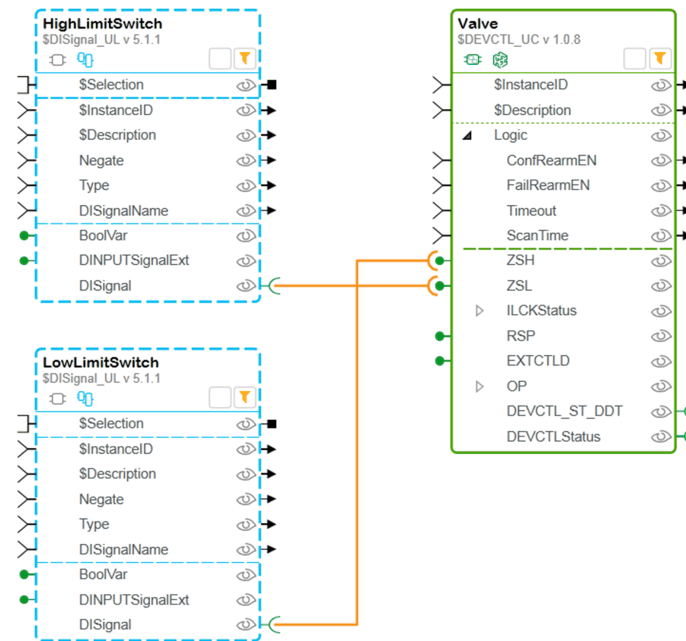 HighLimitSwitch
$DISignal_UL v 5.1.1
$Selection
$InstanceID
$Description
Negate
Type
DISignalName
BoolVar
DINPUTSignalExt
DISignal
LowLimitSwitch
$DISignal_UL v 5.1.1
$Selection
$InstanceID
$Description
Negate
Type
DISignalName
BoolVar
DINPUTSignalExt
DISignal
Valve
$DEVCTL_UC v 1.0.8
$InstanceID
$Description
Logic
ConfRearmEN
FailRearmEN
Timeout
ScanTime
ZSH
ZSL
ILCKStatus
RSP
EXTCTLD
OP
DEVCTL_ST_DDT
DEVCTLStatus